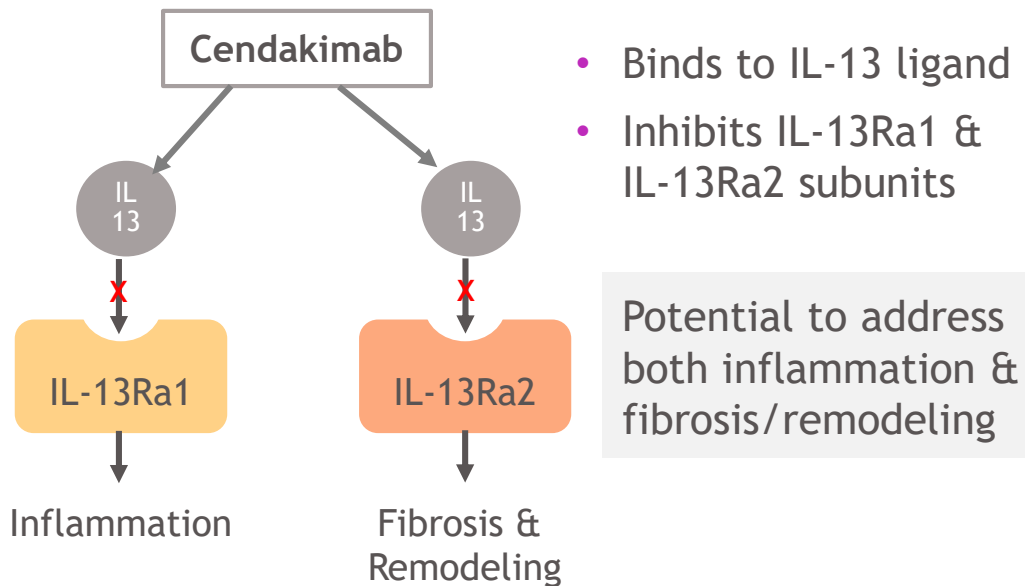 Cendakimab
IL
13
IL
13
X
X
IL-13Ra1
IL-13Ra2
Inflammation
Fibrosis &
Remodeling
• Binds to IL-13 ligand
• Inhibits IL-13Ra1 &
IL-13Ra2 subunits
Potential to address
both inflammation &
fibrosis/remodeling